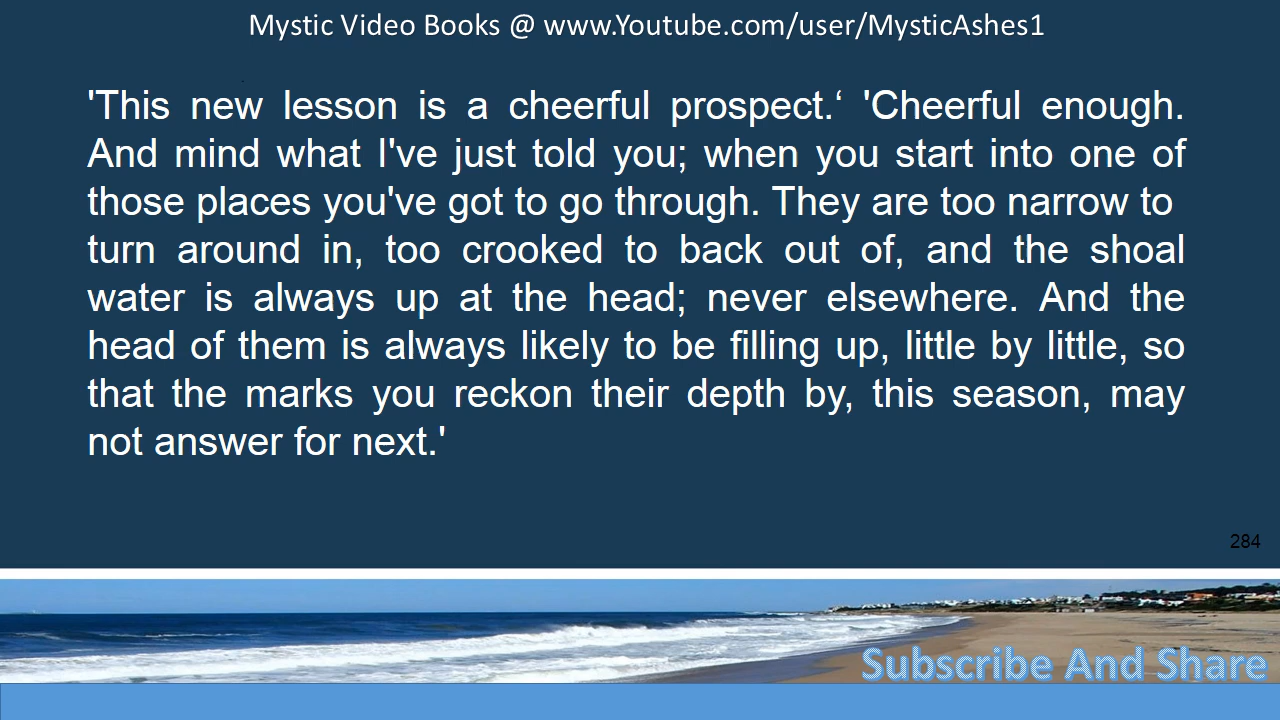 Mystic Video Books @ www.Youtube.com/user/MysticAshes1
'This new lesson is a cheerful prospect.‘ 'Cheerful enough.
And mind what I've just told you; when you start into one of
those places you've got to go through. They are too narrow to
turn around in, too crooked to back out of, and the shoal
water is always up at the head; never elsewhere. And the
head of them is always likely to be filling up, little by little, so
that the marks you reckon their depth by, this season, may
not answer for next.'
284
Subscribe And Share